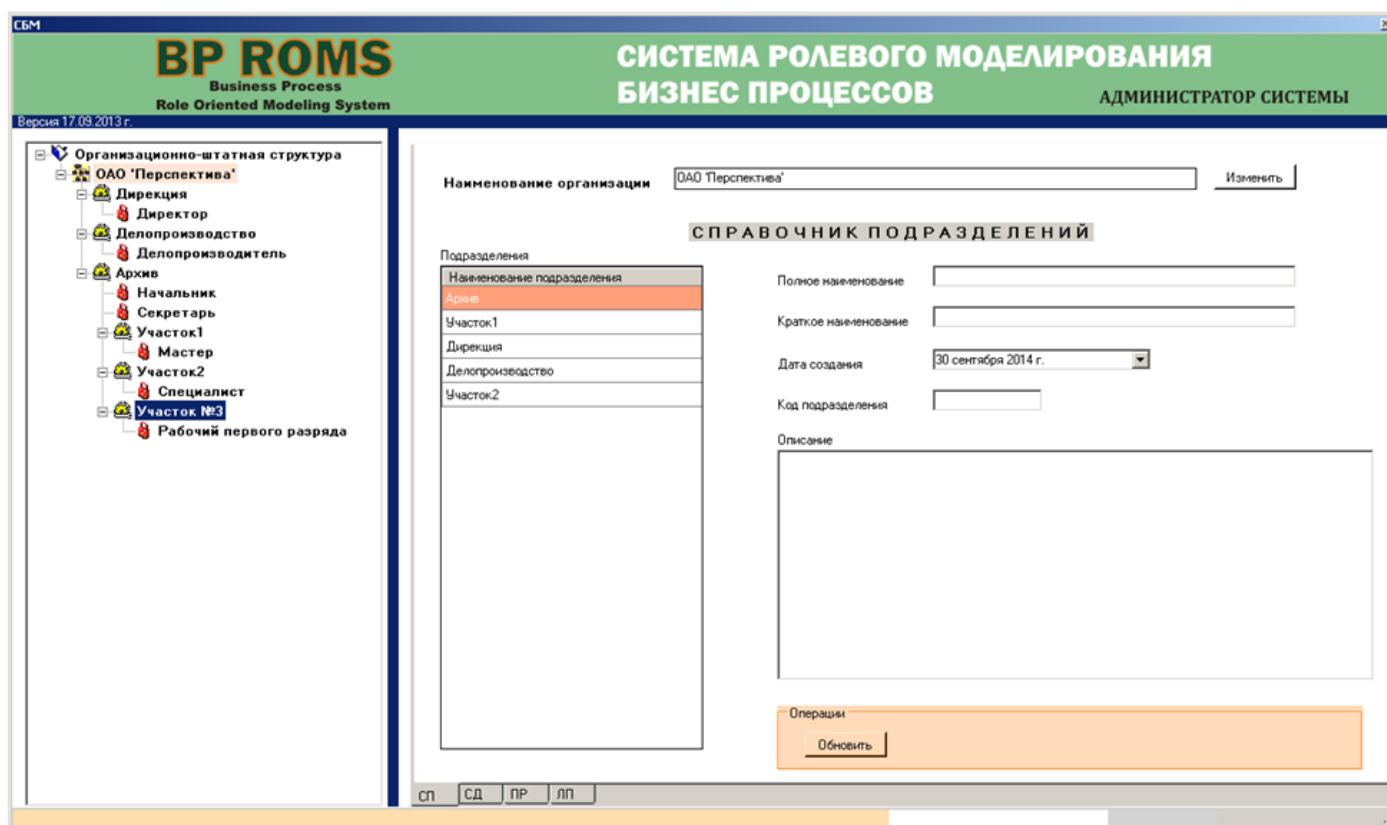 СБМ
BP ROMS
Business Process
Role Oriented Modeling System
СИСТЕМА РОЛЕВОГО МОДЕЛИРОВАНИЯ
БИЗНЕС ПРОЦЕССОВ
АДМИНИСТРАТОР СИСТЕМЫ
Версия 17.09.2013 г.
Организационно-штатная структура
ОАО 'Перспектива'
Дирекция
Директор
Делопроизводство
Делопроизводитель
Архив
Начальник
Секретарь
Участок1
Мастер
Участок2
Специалист
Участок №3
Рабочий первого разряда
Наименование организации
ОАО 'Перспектива'
Изменить
СПРАВОЧНИК ПОДРАЗДЕЛЕНИЙ
Подразделения
Наименование подразделения
Архив
Участок1
Дирекция
Делопроизводство
Участок2
Полное наименование
Краткое наименование
Дата создания
30 сентября 2014 г.
Код подразделения
Описание
Операции
Обновить
СП СД ПР ЛП